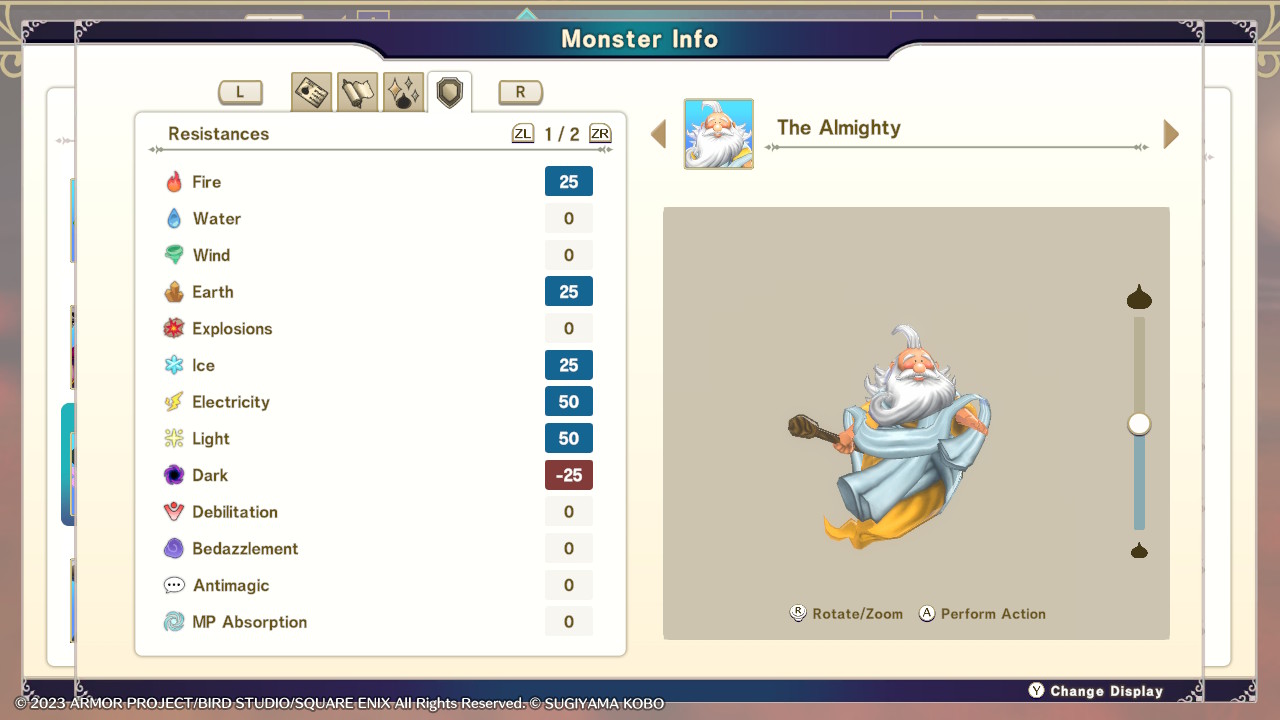 Monster Info
L
R
Resistances
ZL 1 / 2 ZR
The Almighty
Fire 25
Water 0
Wind 0
Earth 25
Explosions 0
Ice 25
Electricity 50
Light 50
Dark -25
Debilitation 0
Bedazzlement 0
Antimagic 0
MP Absorption 0
R Rotate/Zoom A Perform Action
Y Change Display
© 2023 ARMOR PROJECT/BIRD STUDIO/SQUARE ENIX All Rights Reserved. © SUGIYAMA KOBO